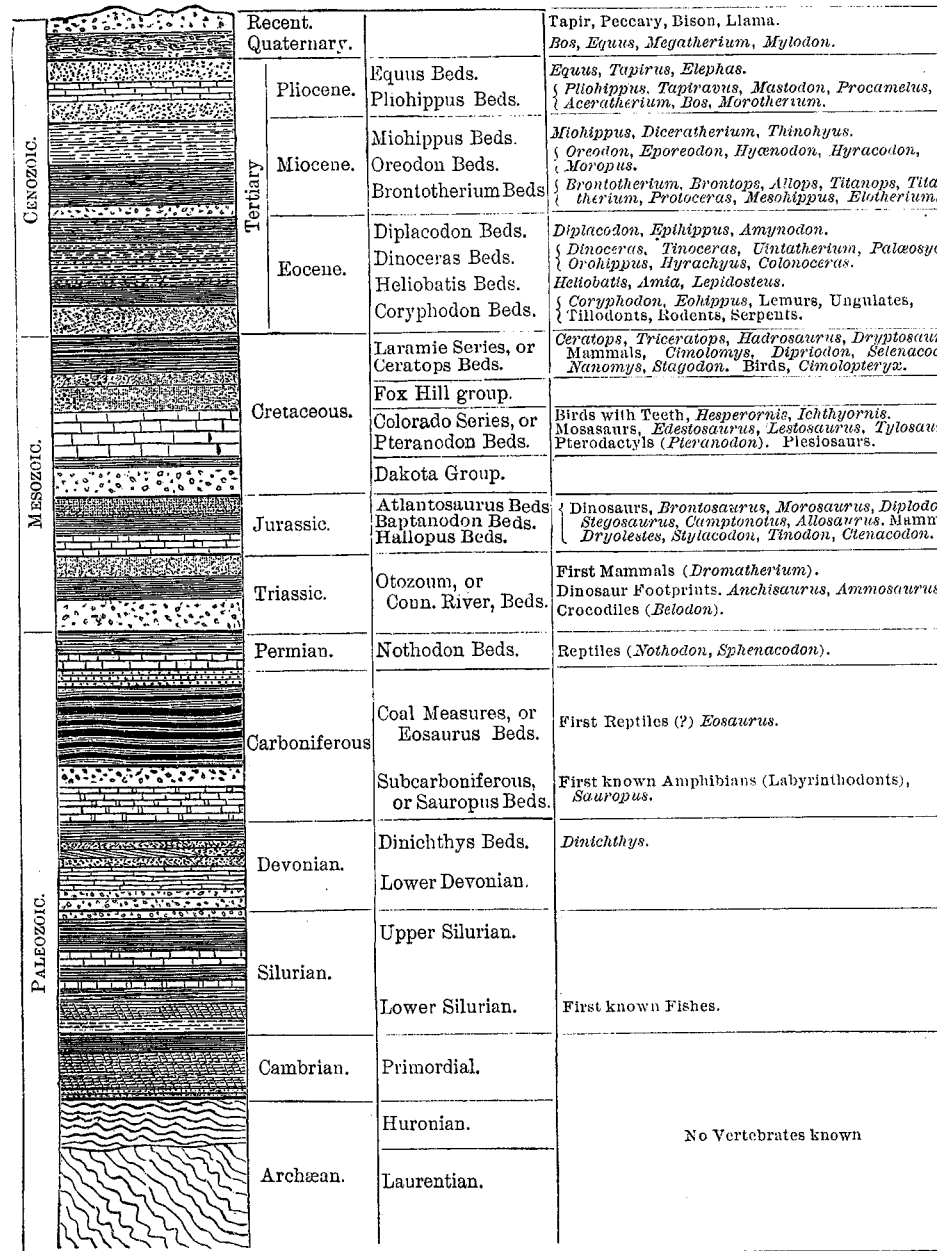 CENOZOIC.
MESOZOIC.
PALEOZOIC.
Recent.
Quaternary.
Tapir, Peccary, Bison, Llama.
Bos, Equus, Megatherium, Mylodon.
Tertiary
Pliocene.
Equus Beds.
Pliohippus Beds.
Equus, Tapirus, Elephas.
Pliohippus, Tapiravus, Mastodon, Procamelus,
Aceratherium, Bos, Morotherium.
Miocene.
Miohippus Beds.
Oreodon Beds.
Brontotherium Beds
Miohippus, Diceratherium, Thinohyus.
Oreodon, Eporeodon, Hyænodon, Hyracodon,
Moropus.
Brontotherium, Brontops, Allops, Titanops, Tita
therium, Protoceras, Mesohippus, Elotherium.
Eocene.
Diplacodon Beds.
Dinoceras Beds.
Heliobatis Beds.
Coryphodon Beds.
Diplacodon, Epihippus, Amynodon.
Dinoceras, Tinoceras, Uintatherium, Palæosyo
Orohippus, Hyrachyus, Colonoceras.
Heliobatis, Amia, Lepidosteus.
Coryphodon, Eohippus, Lemurs, Ungulates,
Tillodonts, Rodents, Serpents.
Cretaceous.
Laramie Series, or
Ceratops Beds.
Ceratops, Triceratops, Hadrosaurus, Dryptosaur
Mammals, Cimolomys, Dipriodon, Selenacod
Nanomys, Stagodon. Birds, Cimolopteryx.
Fox Hill group.
Colorado Series, or
Pteranodon Beds.
Birds with Teeth, Hesperornis, Ichthyornis.
Mosasaurs, Edestosaurus, Lestosaurus, Tylosau
Pterodactyls (Pteranodon). Plesiosaurs.
Dakota Group.
Jurassic.
Atlantosaurus Beds
Baptanodon Beds.
Hallopus Beds.
Dinosaurs, Brontosaurus, Morosaurus, Diplodo
Stegosaurus, Camptonotus, Allosaurus. Mamm
Dryolestes, Stylacodon, Tinodon, Ctenacodon.
Triassic.
Otozoum, or
Conn. River, Beds.
First Mammals (Dromatherium).
Dinosaur Footprints. Anchisaurus, Ammosaurus
Crocodiles (Belodon).
Permian.
Nothodon Beds.
Reptiles (Nothodon, Sphenacodon).
Carboniferous
Coal Measures, or
Eosaurus Beds.
First Reptiles (?) Eosaurus.
Subcarboniferous,
or Sauropus Beds.
First known Amphibians (Labyrinthodonts),
Sauropus.
Devonian.
Dinichthys Beds.
Dinichthys.
Lower Devonian.
Silurian.
Upper Silurian.
Lower Silurian.
First known Fishes.
Cambrian.
Primordial.
Archæan.
Huronian.
Laurentian.
No Vertebrates known